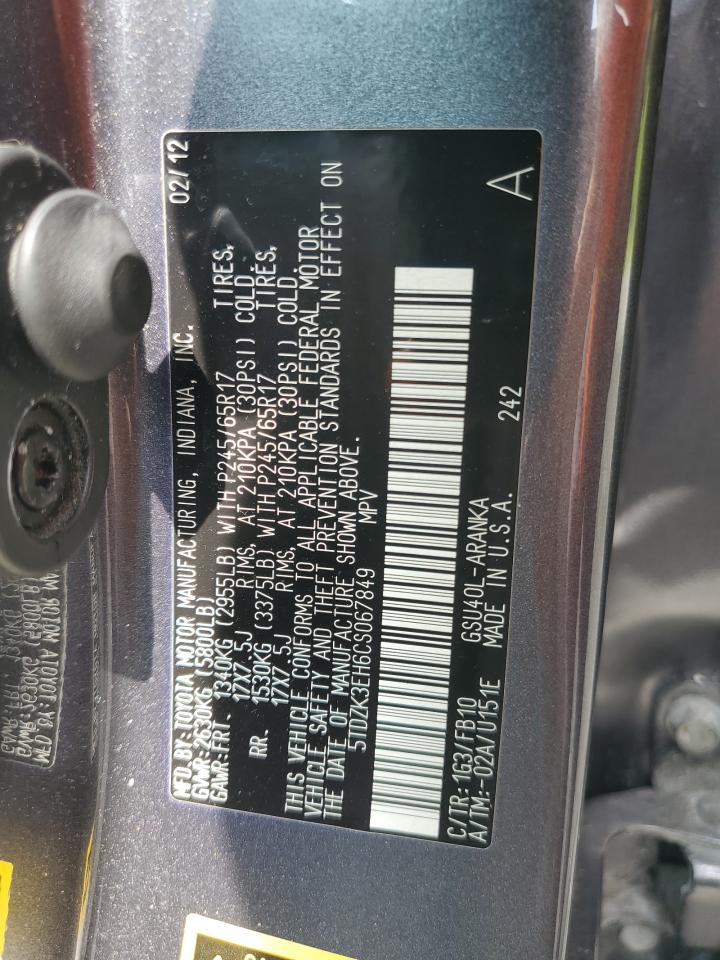 MFD.BY:TOYOTA MOTOR MANUFACTURING, INDIANA, INC. 02/12
GVWR:2630KG (5800LB)
GAWR:FRT. 1340KG (2955LB) WITH P245/65R17 TIRES,
17X7.5J RIMS, AT 210KPA (30PSI) COLD.
RR. 1530KG (3375LB) WITH P245/65R17 TIRES,
17X7.5J RIMS, AT 210KPA (30PSI) COLD.
THIS VEHICLE CONFORMS TO ALL APPLICABLE FEDERAL MOTOR
VEHICLE SAFETY AND THEFT PREVENTION STANDARDS IN EFFECT ON
THE DATE OF MANUFACTURE SHOWN ABOVE.
5TDZK3EH6CS067849 MPV
C/TR:1G3/FB10 GSU40L-ARANKA
A/TM:-02A/U151E MADE IN U.S.A. 242
A